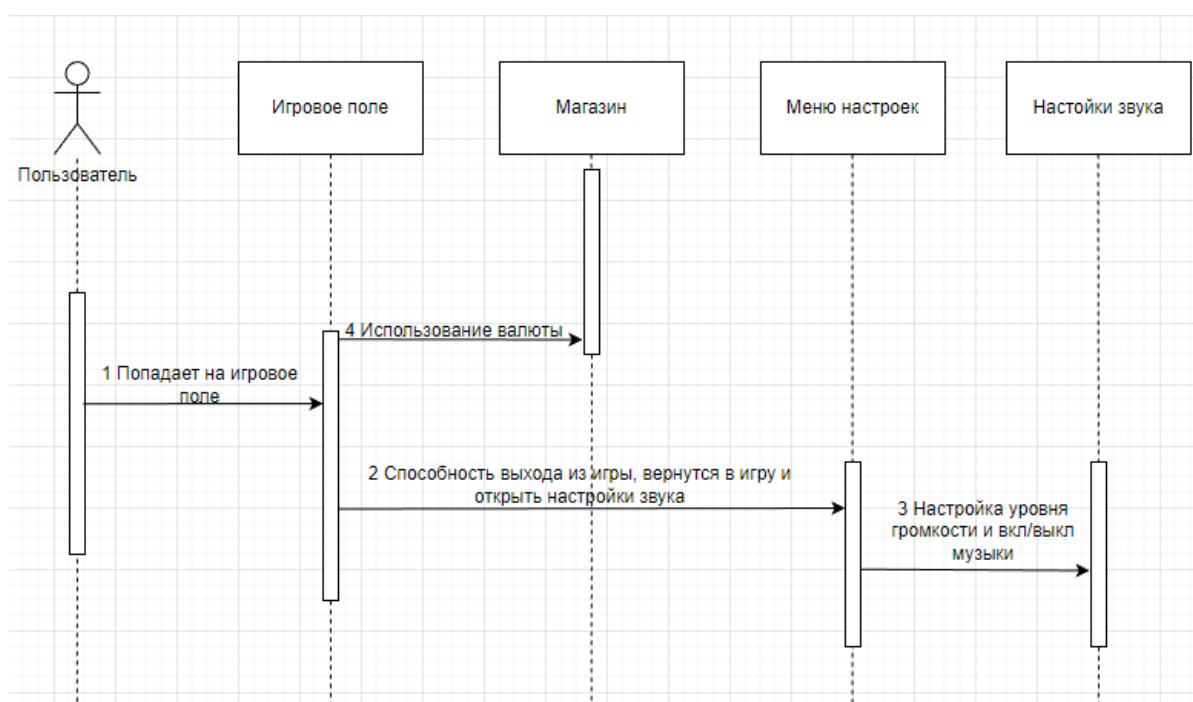 Пользователь
Игровое поле
Магазин
Меню настроек
Настойки звука
4 Использование валюты
1 Попадает на игровое
поле
2 Способность выхода из игры, вернутся в игру и
открыть настройки звука
3 Настройка уровня
громкости и вкл/выкл
музыки